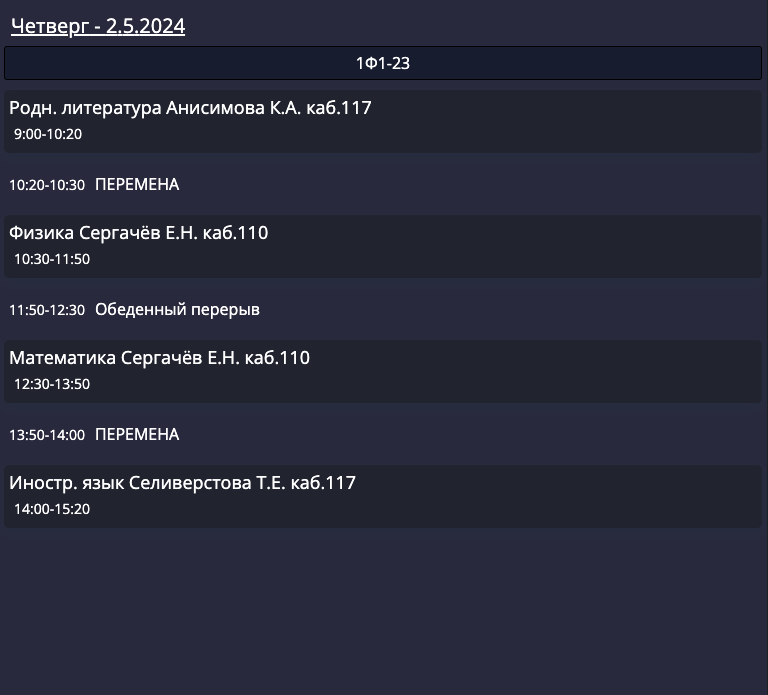 Четверг - 2.5.2024
1Ф1-23
Родн. литература Анисимова К.А. каб.117
9:00-10:20
10:20-10:30 ПЕРЕМЕНА
Физика Сергачёв Е.Н. каб.110
10:30-11:50
11:50-12:30 Обеденный перерыв
Математика Сергачёв Е.Н. каб.110
12:30-13:50
13:50-14:00 ПЕРЕМЕНА
Иностр. язык Селиверстова Т.Е. каб.117
14:00-15:20